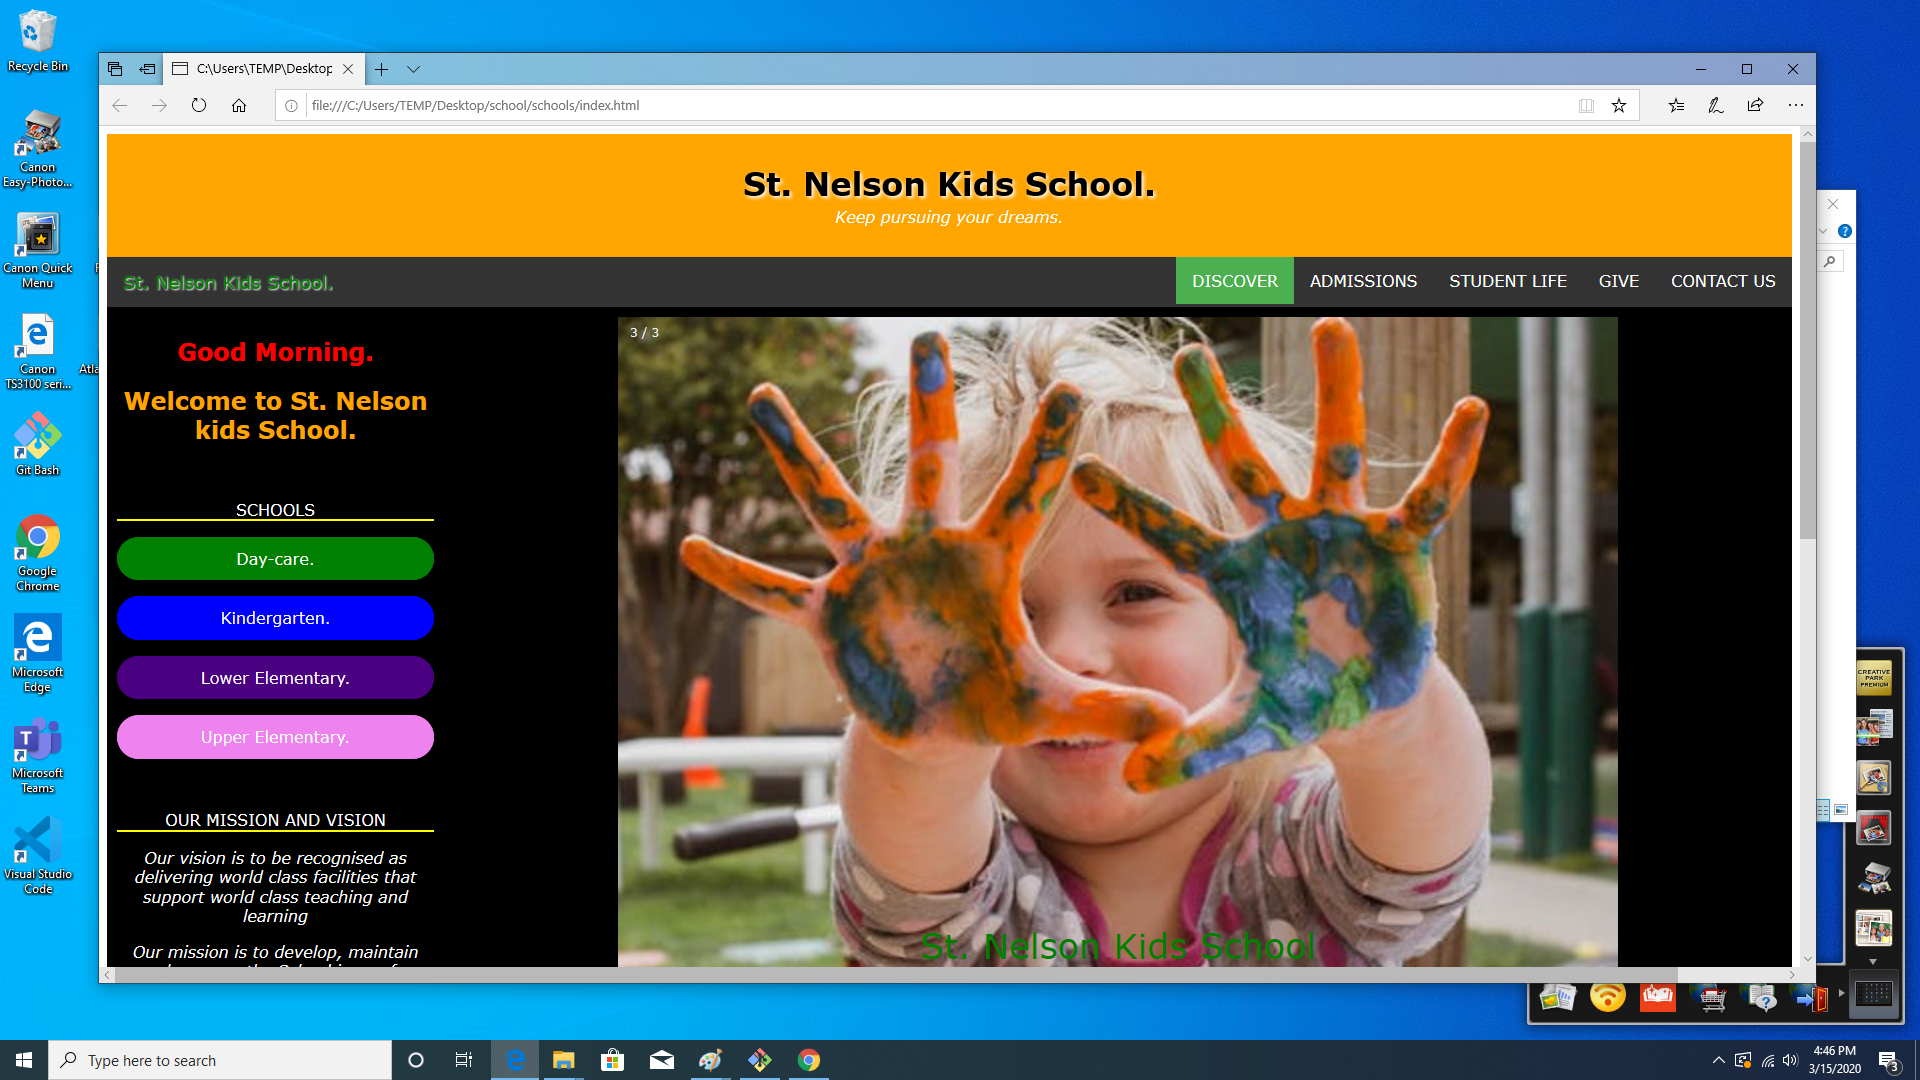 Recycle Bin
Canon
Easy-Photo...
Canon Quick
Menu
Canon
TS3100 seri...
Atla
Git Bash
Google
Chrome
Microsoft
Edge
Microsoft
Teams
Visual Studio
Code
C:\Users\TEMP\Desktop
file:///C:/Users/TEMP/Desktop/school/schools/index.html
St. Nelson Kids School.
Keep pursuing your dreams.
St. Nelson Kids School.
DISCOVER
ADMISSIONS
STUDENT LIFE
GIVE
CONTACT US
Good Morning.
Welcome to St. Nelson
kids School.
SCHOOLS
Day-care.
Kindergarten.
Lower Elementary.
Upper Elementary.
OUR MISSION AND VISION
Our vision is to be recognised as
delivering world class facilities that
support world class teaching and
learning
Our mission is to develop, maintain
3 / 3
St. Nelson Kids School
CREATIVE
PARK
PREMIUM
Type here to search
4:46 PM
3/15/2020
3